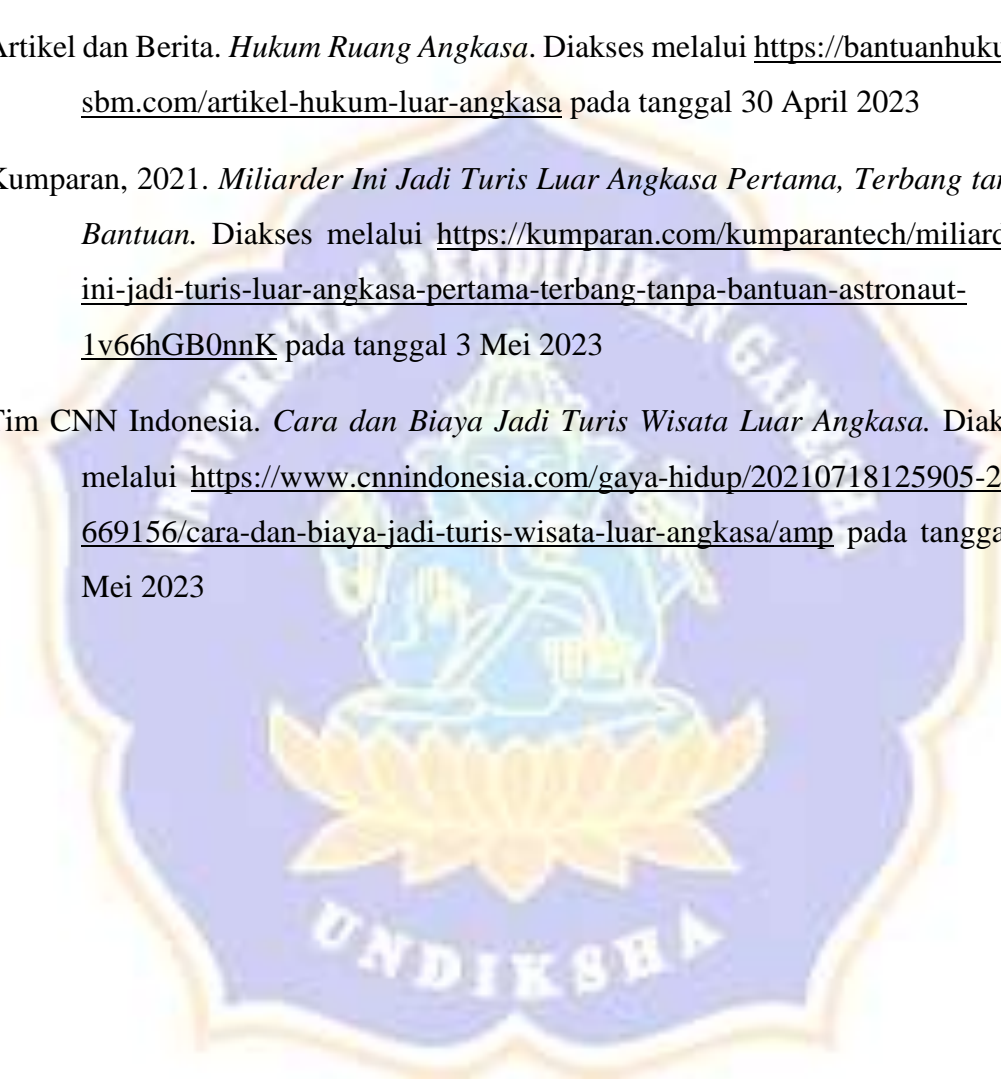 Artikel dan Berita. Hukum Ruang Angkasa. Diakses melalui https://bantuanhuku
sbm.com/artikel-hukum-luar-angkasa pada tanggal 30 April 2023
Kumparan, 2021. Miliarder Ini Jadi Turis Luar Angkasa Pertama, Terbang tan
Bantuan. Diakses melalui https://kumparan.com/kumparantech/miliard
ini-jadi-turis-luar-angkasa-pertama-terbang-tanpa-bantuan-astronaut-
1v66hGB0nnK pada tanggal 3 Mei 2023
Tim CNN Indonesia. Cara dan Biaya Jadi Turis Wisata Luar Angkasa. Diak
melalui https://www.cnnindonesia.com/gaya-hidup/20210718125905-2
669156/cara-dan-biaya-jadi-turis-wisata-luar-angkasa/amp pada tangga
Mei 2023
UNIVERSITAS PENDIDIKAN GANESH
UNDIKSHA